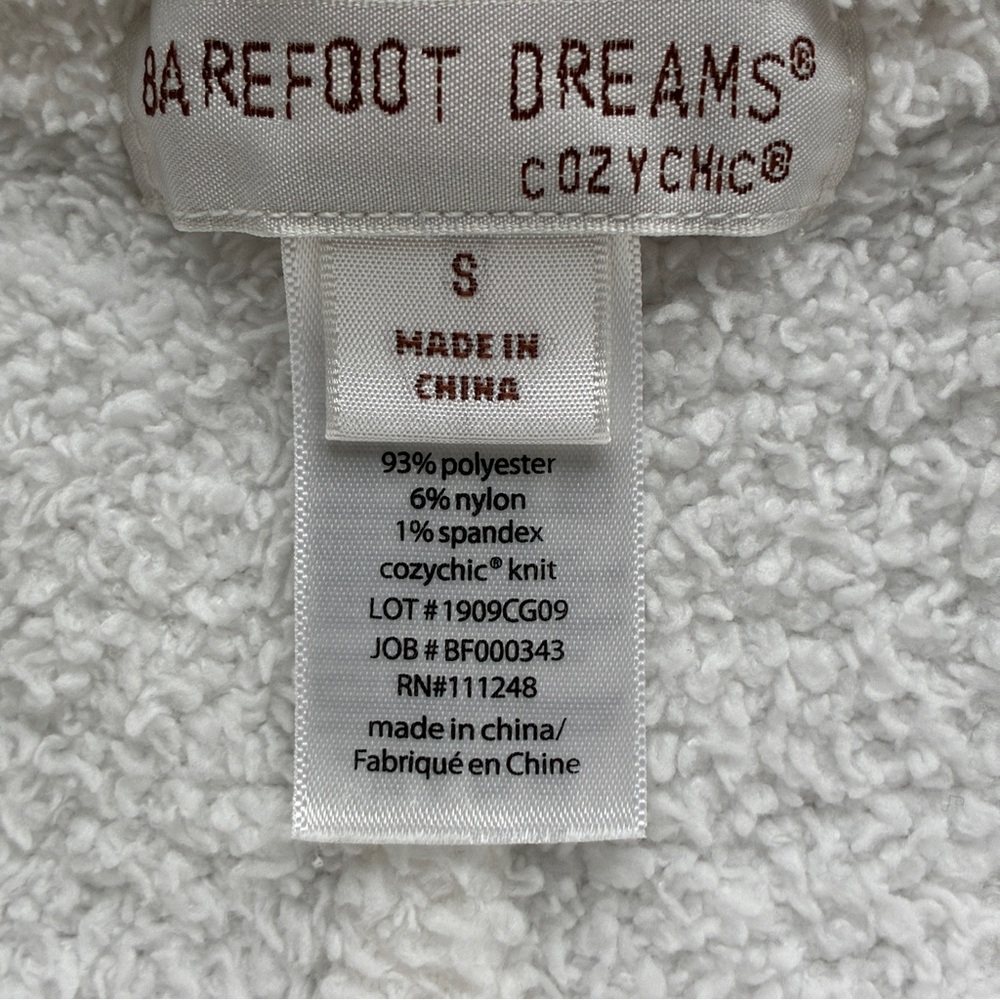 BAREFOOT DREAMS®
COZYCHIC®
S
MADE IN
CHINA
93% polyester
6% nylon
1% spandex
cozychic® knit
LOT # 1909CG09
JOB # BF000343
RN#111248
made in china/
Fabriqué en Chine